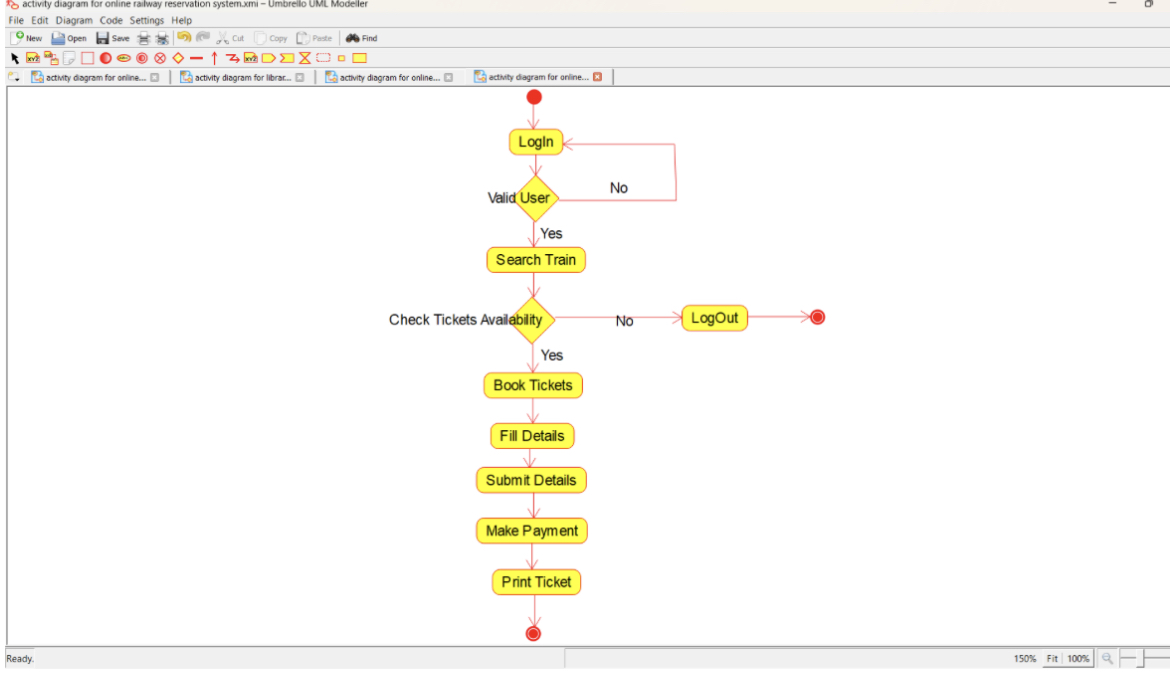 activity diagram for online railway reservation system.xmi – Umbrello UML Modeller
File Edit Diagram Code Settings Help
New Open Save Cut Copy Paste Find
activity diagram for online... activity diagram for librar... activity diagram for online... activity diagram for online...
LogIn
Valid User
No
Yes
Search Train
Check Tickets Availability
No
LogOut
Yes
Book Tickets
Fill Details
Submit Details
Make Payment
Print Ticket
Ready.
150% Fit 100%